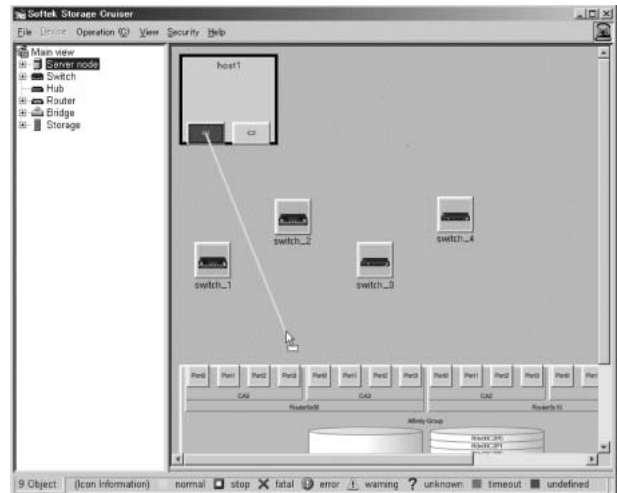 Softek Storage Cruiser
File Device Operation (O) View Security Help
Main view
Server node
Switch
Hub
Router
Bridge
Storage
host1
switch_2
switch_4
switch_1
switch_3
Port0 Port1 Port2 Port3 Port0 Port1 Port2 Port3 Port0 Port1 Port2 Port3
CA2 CA3 CA2
Affinity Group
9 Object (Icon Information) normal stop fatal error warning unknown timeout undefined